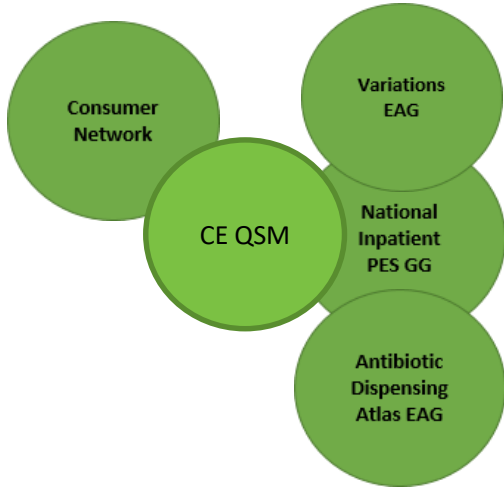 Consumer
Network
Variations
EAG
CE QSM
National
Inpatient
PES GG
Antibiotic
Dispensing
Atlas EAG